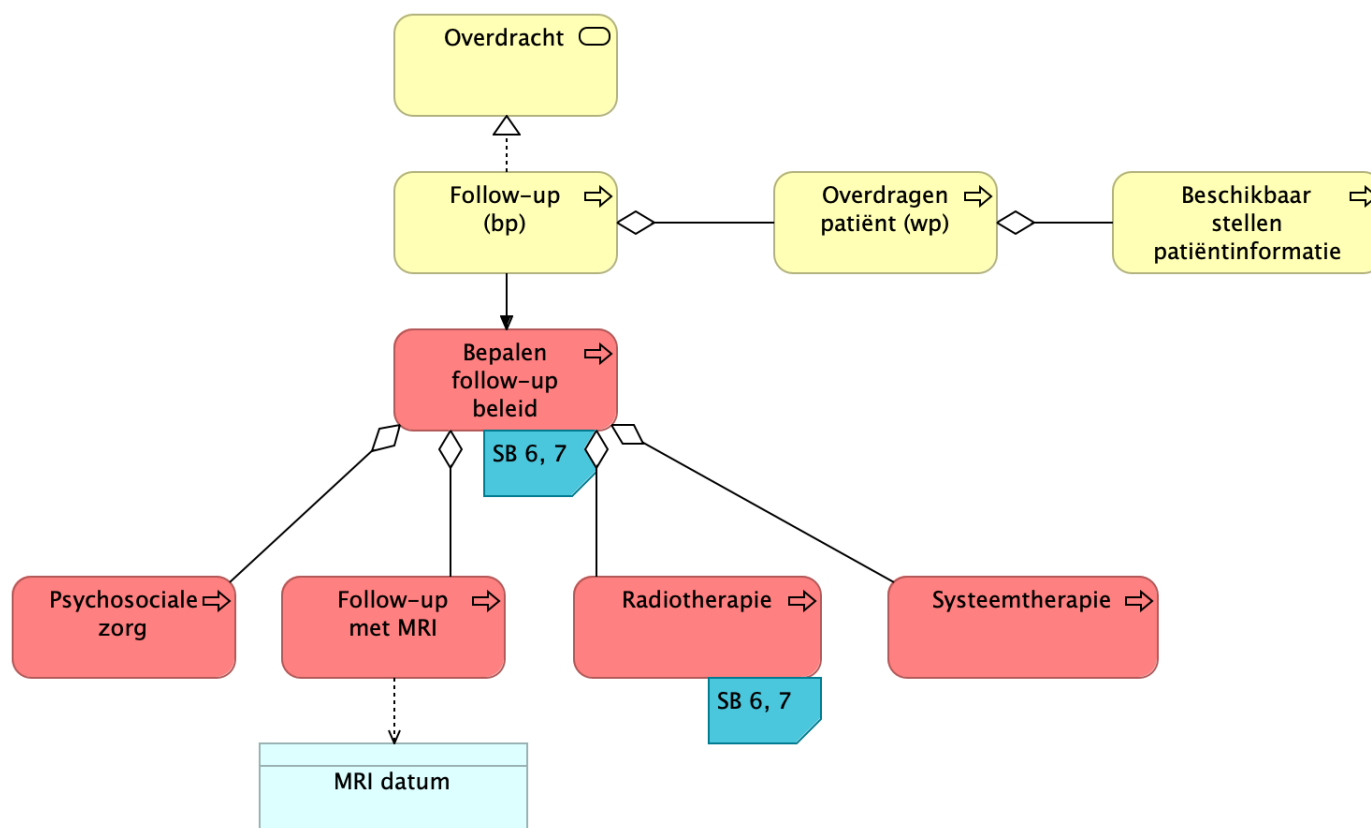 Overdracht
Follow-up
(bp)
Overdragen
patiënt (wp)
Beschikbaar
stellen
patiëntinformatie
Bepalen
follow-up
beleid
SB 6, 7
Psychosociale
zorg
Follow-up
met MRI
Radiotherapie
Systeemtherapie
SB 6, 7
MRI datum